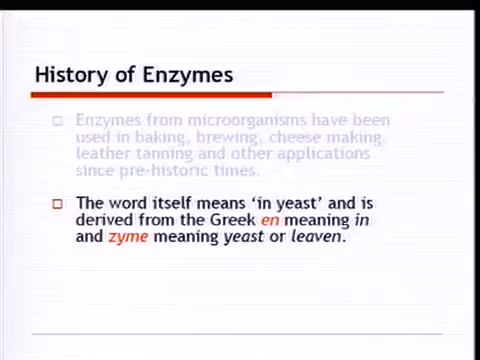 History of Enzymes
Enzymes from microorganisms have been
used in baking, brewing, cheese making,
leather tanning and other applications
since pre-historic times.
The word itself means ‘in yeast’ and is
derived from the Greek en meaning in
and zyme meaning yeast or leaven.